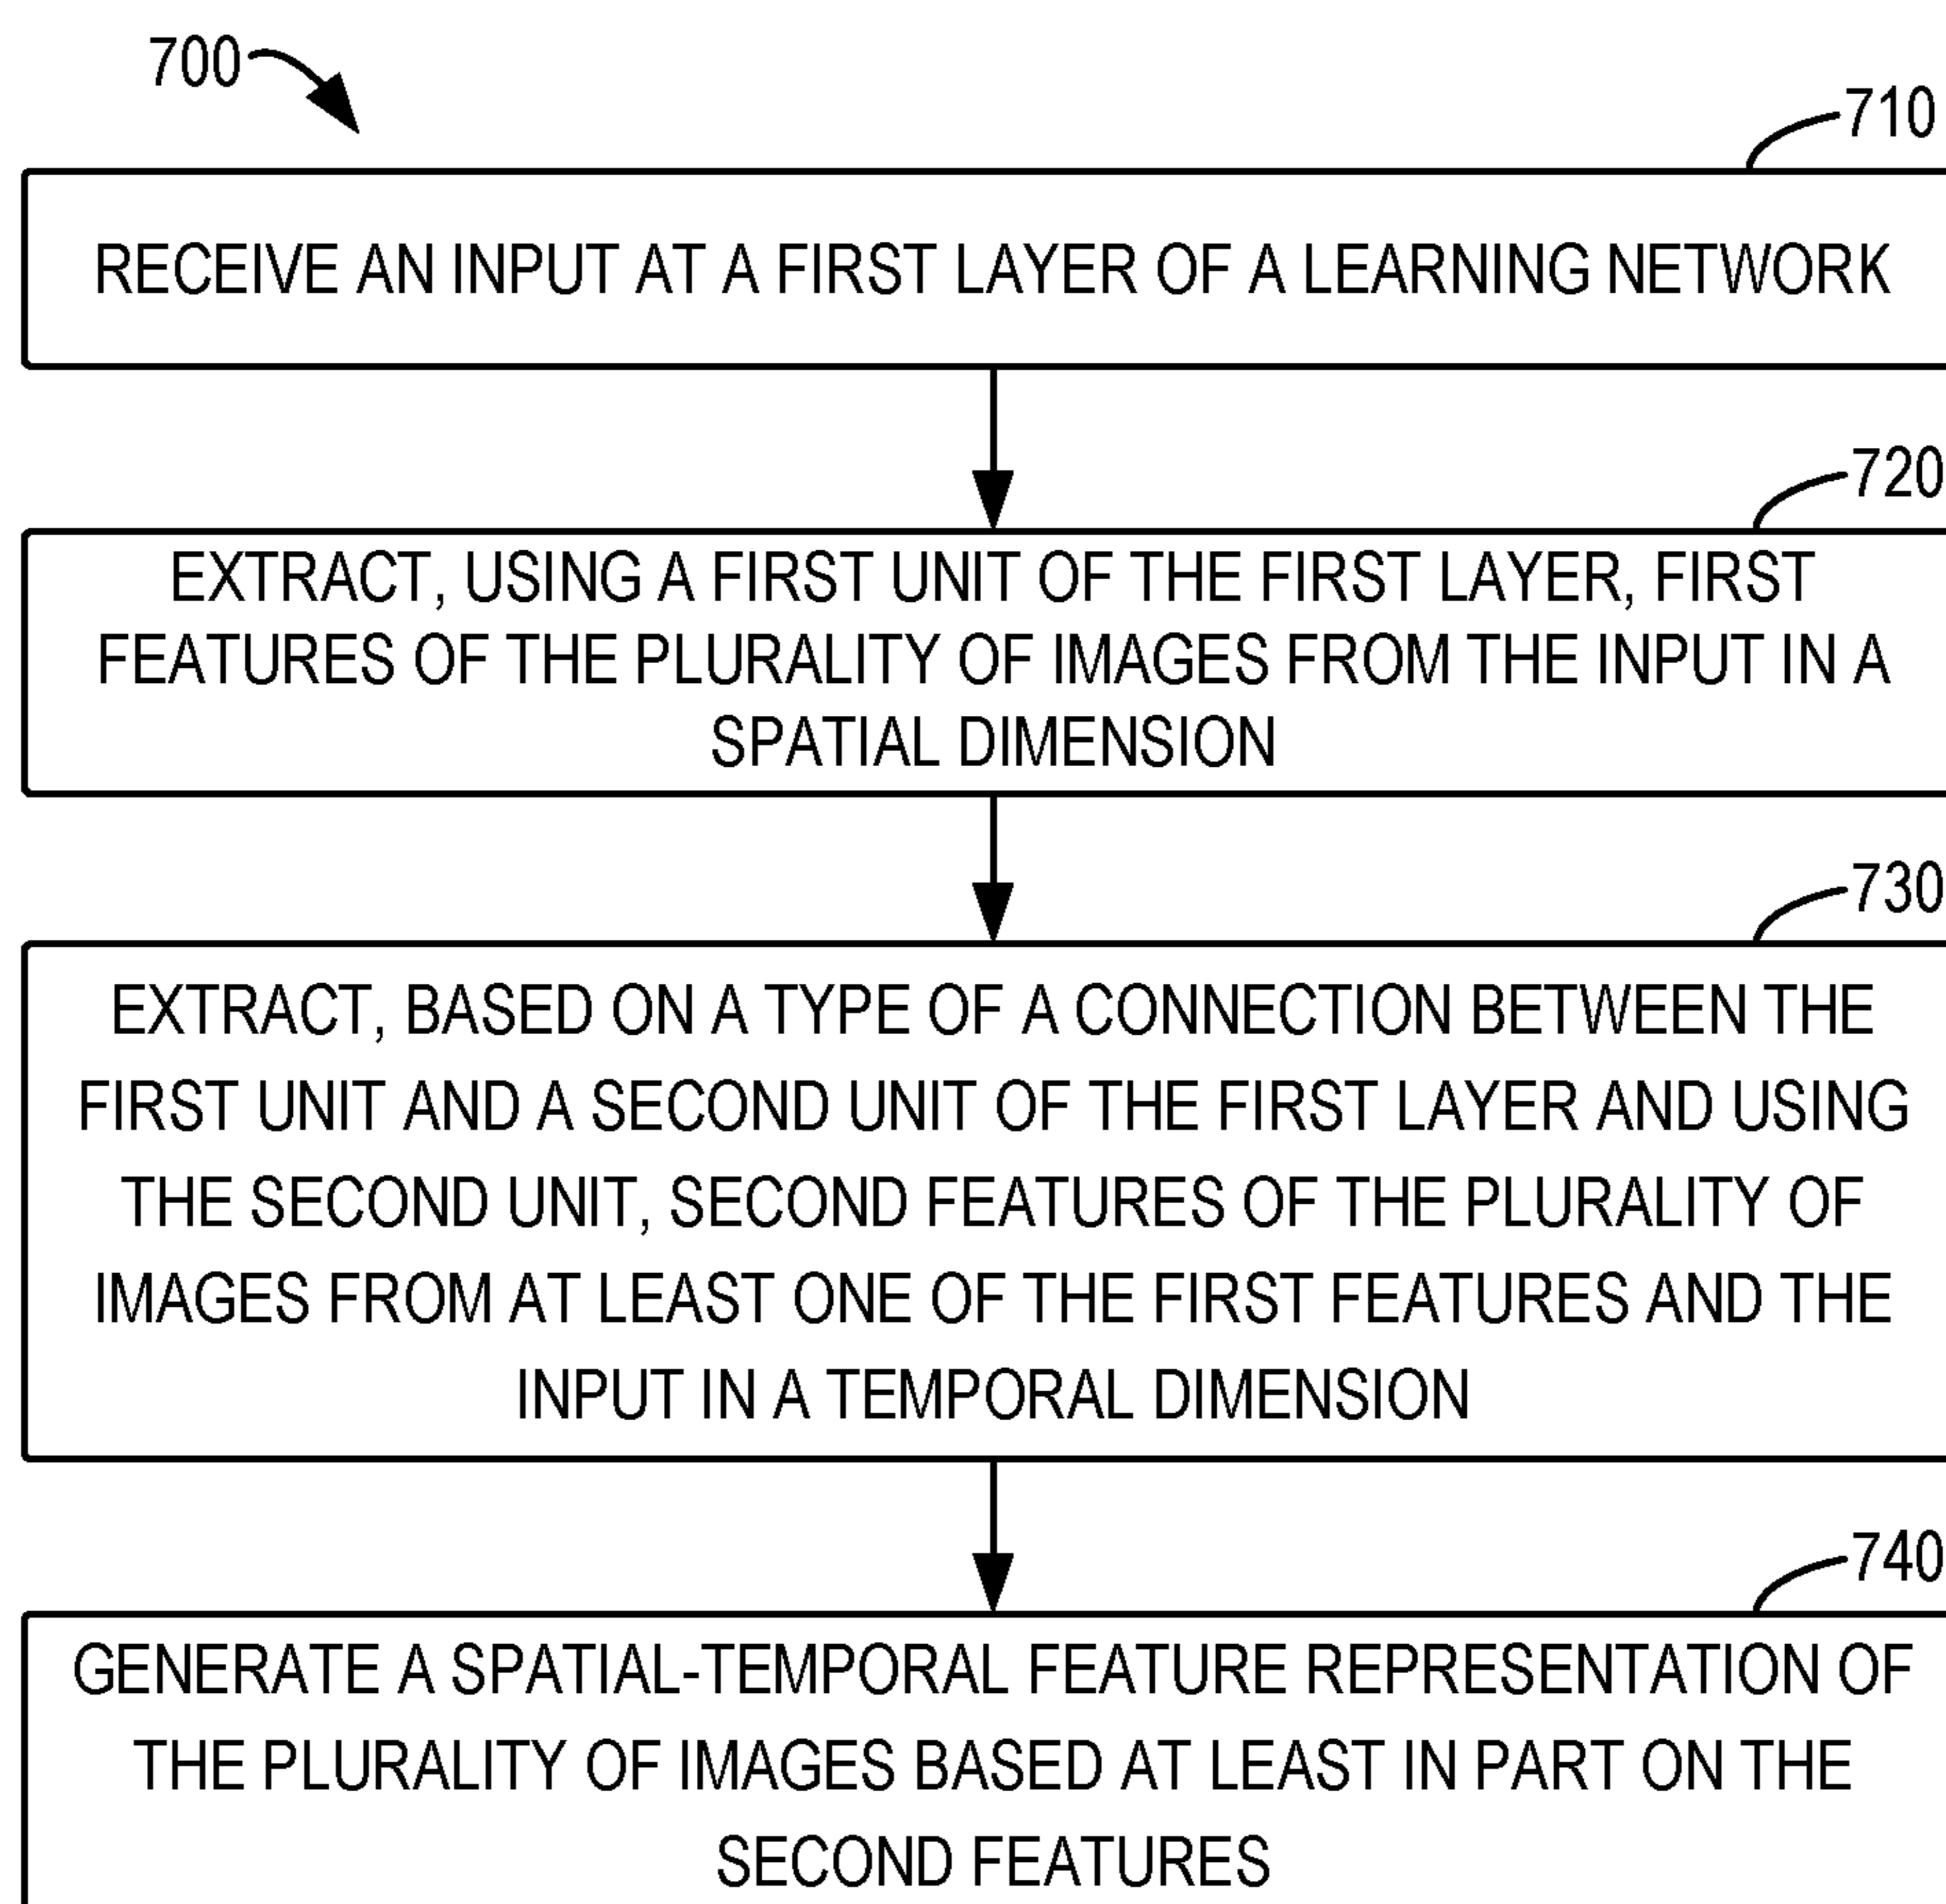 700
710
RECEIVE AN INPUT AT A FIRST LAYER OF A LEARNING NETWORK
720
EXTRACT, USING A FIRST UNIT OF THE FIRST LAYER, FIRST
FEATURES OF THE PLURALITY OF IMAGES FROM THE INPUT IN A
SPATIAL DIMENSION
730
EXTRACT, BASED ON A TYPE OF A CONNECTION BETWEEN THE
FIRST UNIT AND A SECOND UNIT OF THE FIRST LAYER AND USING
THE SECOND UNIT, SECOND FEATURES OF THE PLURALITY OF
IMAGES FROM AT LEAST ONE OF THE FIRST FEATURES AND THE
INPUT IN A TEMPORAL DIMENSION
740
GENERATE A SPATIAL-TEMPORAL FEATURE REPRESENTATION OF
THE PLURALITY OF IMAGES BASED AT LEAST IN PART ON THE
SECOND FEATURES